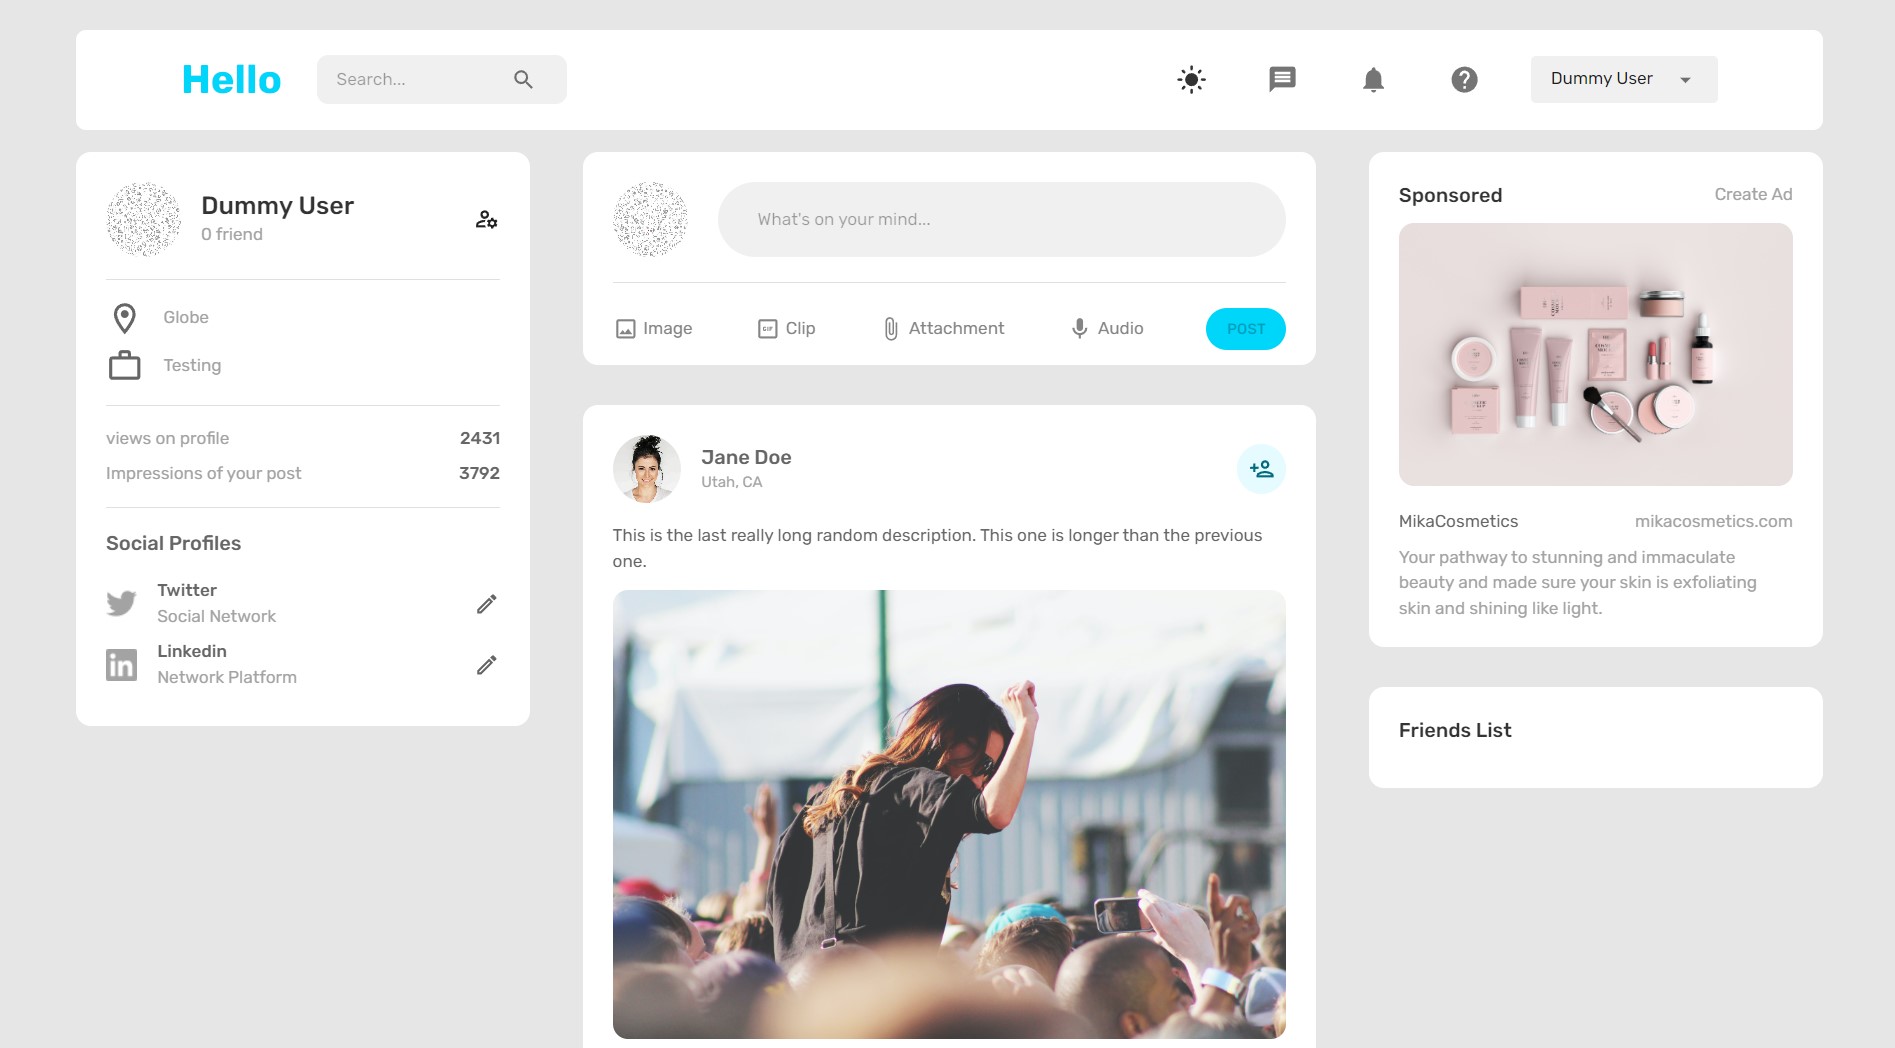 Hello
Search...
Dummy User
Dummy User
0 friend
Globe
Testing
views on profile 2431
Impressions of your post 3792
Social Profiles
Twitter
Social Network
Linkedin
Network Platform
What's on your mind...
Image
GIF
Clip
Attachment
Audio
POST
Jane Doe
Utah, CA
This is the last really long random description. This one is longer than the previous
one.
Sponsored
Create Ad
MikaCosmetics
mikacosmetics.com
Your pathway to stunning and immaculate
beauty and made sure your skin is exfoliating
skin and shining like light.
Friends List